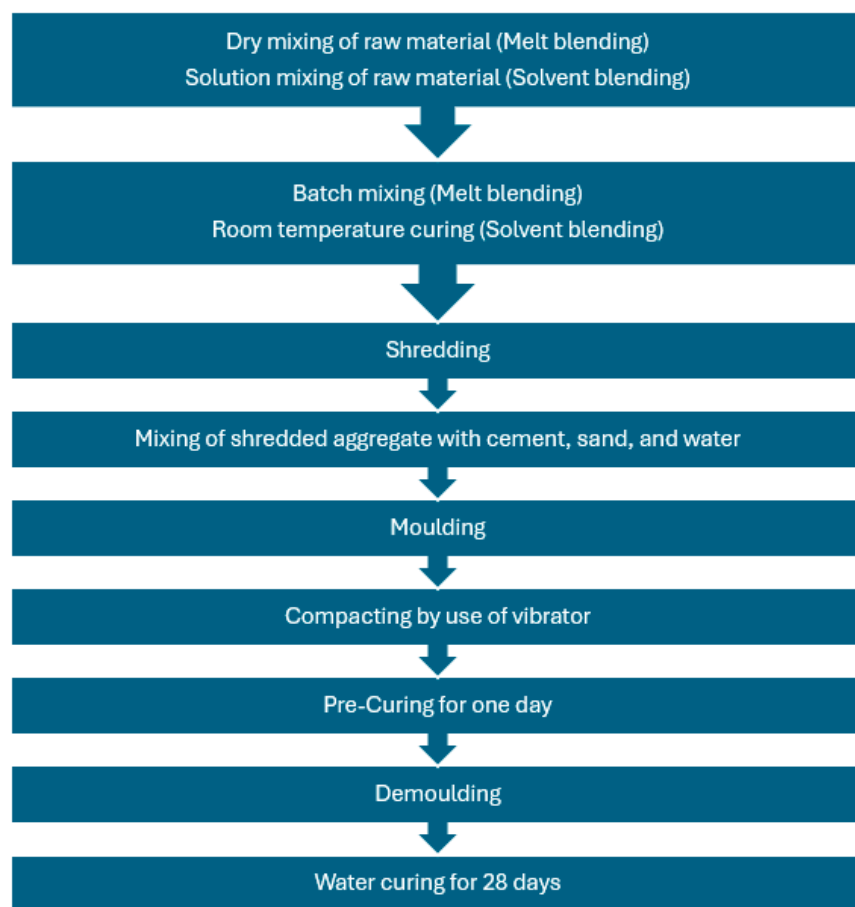 Dry mixing of raw material (Melt blending)
Solution mixing of raw material (Solvent blending)
Batch mixing (Melt blending)
Room temperature curing (Solvent blending)
Shredding
Mixing of shredded aggregate with cement, sand, and water
Moulding
Compacting by use of vibrator
Pre-Curing for one day
Demoulding
Water curing for 28 days